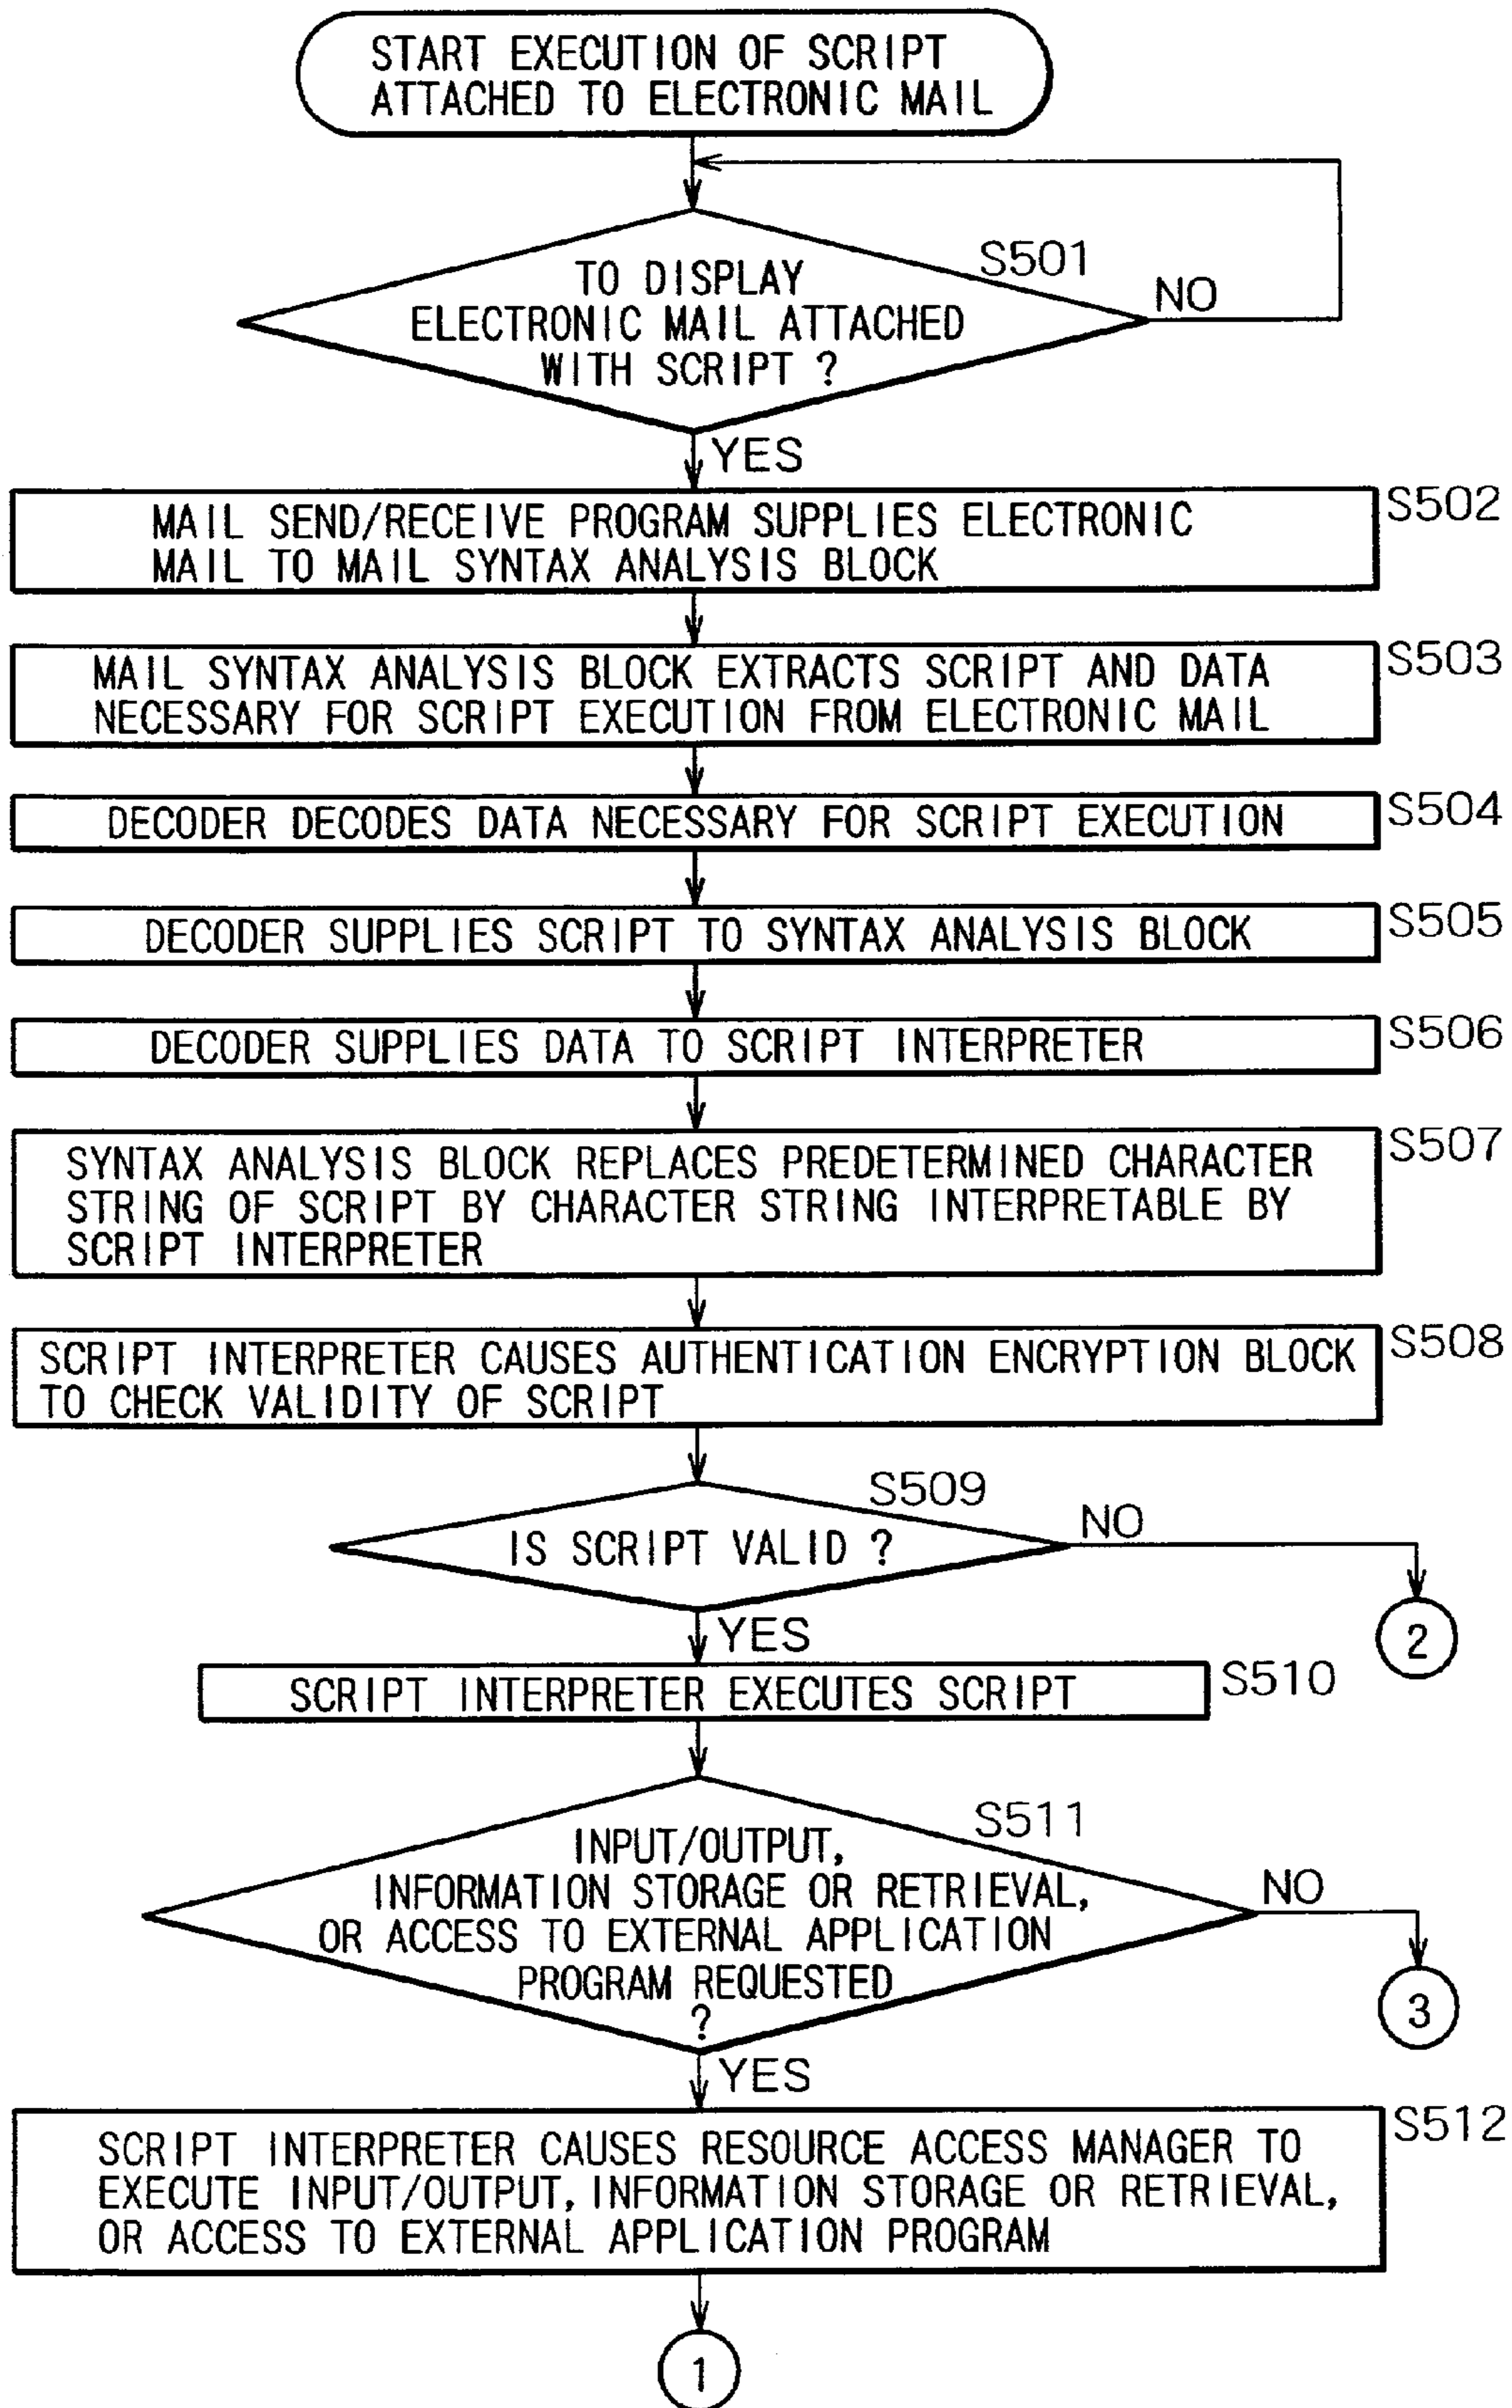 START EXECUTION OF SCRIPT
ATTACHED TO ELECTRONIC MAIL
S501
TO DISPLAY
ELECTRONIC MAIL ATTACHED
WITH SCRIPT ?
NO
YES
S502
MAIL SEND/RECEIVE PROGRAM SUPPLIES ELECTRONIC
MAIL TO MAIL SYNTAX ANALYSIS BLOCK
S503
MAIL SYNTAX ANALYSIS BLOCK EXTRACTS SCRIPT AND DATA
NECESSARY FOR SCRIPT EXECUTION FROM ELECTRONIC MAIL
S504
DECODER DECODES DATA NECESSARY FOR SCRIPT EXECUTION
S505
DECODER SUPPLIES SCRIPT TO SYNTAX ANALYSIS BLOCK
S506
DECODER SUPPLIES DATA TO SCRIPT INTERPRETER
S507
SYNTAX ANALYSIS BLOCK REPLACES PREDETERMINED CHARACTER
STRING OF SCRIPT BY CHARACTER STRING INTERPRETABLE BY
SCRIPT INTERPRETER
S508
SCRIPT INTERPRETER CAUSES AUTHENTICATION ENCRYPTION BLOCK
TO CHECK VALIDITY OF SCRIPT
S509
IS SCRIPT VALID ?
NO
2
YES
SCRIPT INTERPRETER EXECUTES SCRIPT
S510
S511
INPUT/OUTPUT,
INFORMATION STORAGE OR RETRIEVAL,
OR ACCESS TO EXTERNAL APPLICATION
PROGRAM REQUESTED
?
NO
3
YES
S512
SCRIPT INTERPRETER CAUSES RESOURCE ACCESS MANAGER TO
EXECUTE INPUT/OUTPUT, INFORMATION STORAGE OR RETRIEVAL,
OR ACCESS TO EXTERNAL APPLICATION PROGRAM
1